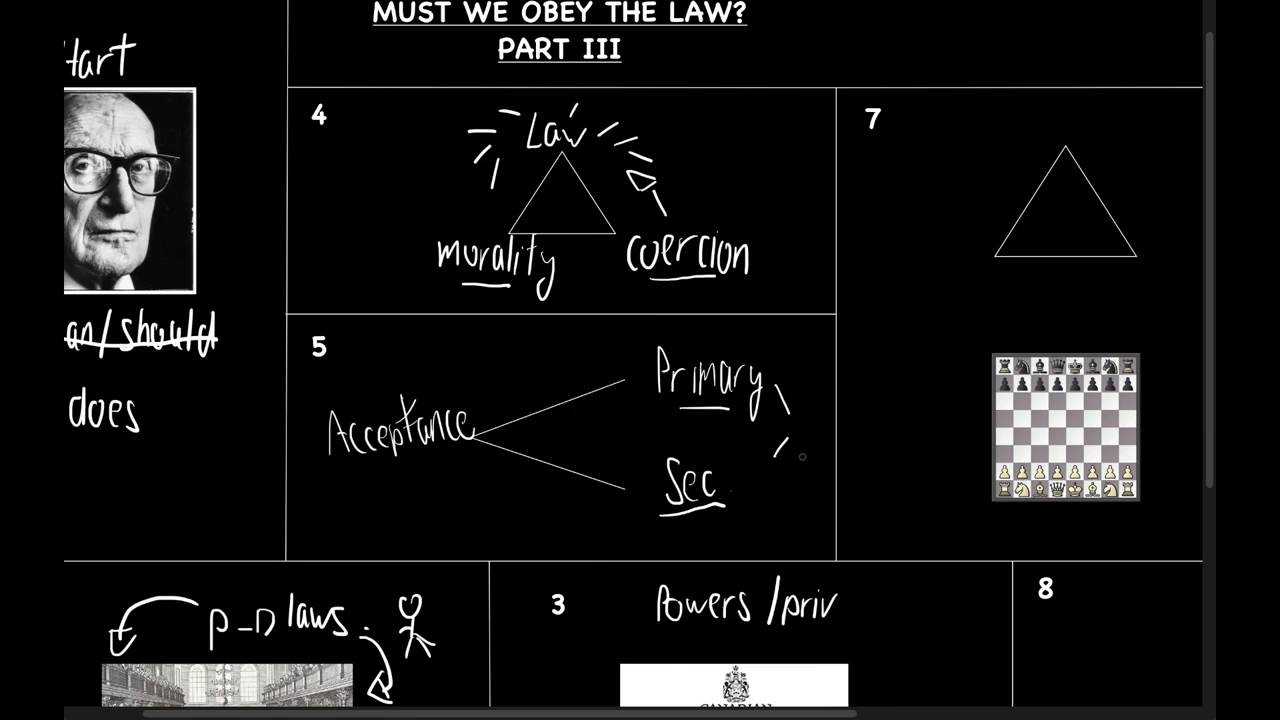 MUST WE OBEY THE LAW?
PART III
Hart
an/should
does
4
Law
morality
coercion
5
Acceptance
Primary
Sec
7
P-D laws.
3
Powers/priv
CANADIAN
8